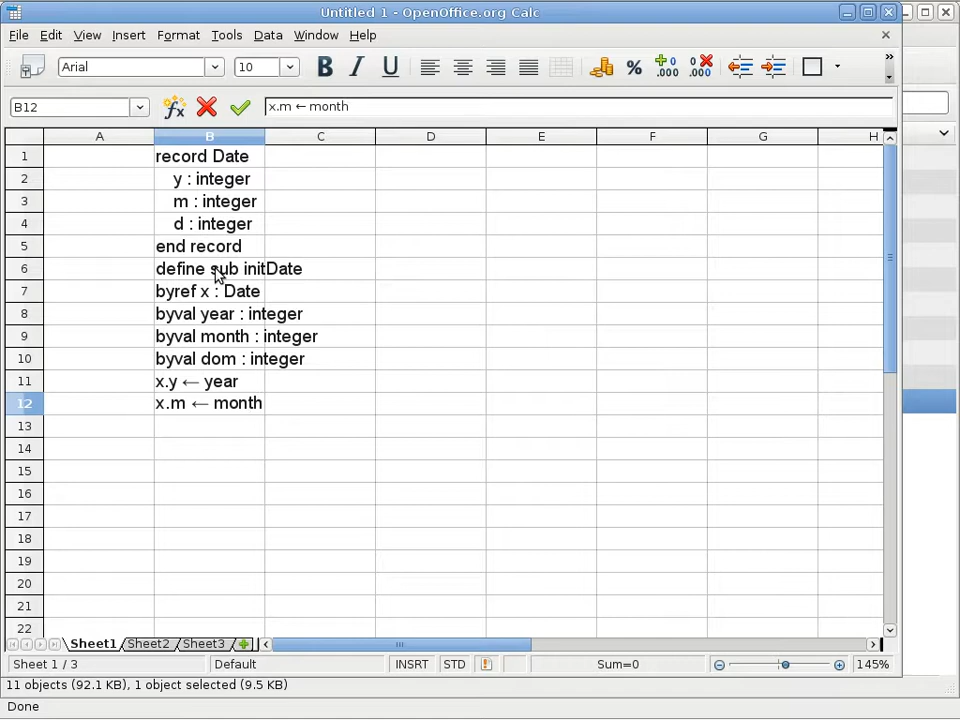 Untitled 1 - OpenOffice.org Calc
File Edit View Insert Format Tools Data Window Help
Arial 10
B12 x.m ← month
A B C D E F G H
1 record Date
2 y : integer
3 m : integer
4 d : integer
5 end record
6 define sub initDate
7 byref x : Date
8 byval year : integer
9 byval month : integer
10 byval dom : integer
11 x.y ← year
12 x.m ← month
13
14
15
16
17
18
19
20
21
22
Sheet1 Sheet2 Sheet3
Sheet 1 / 3 Default INSRT STD Sum=0 145%
11 objects (92.1 KB), 1 object selected (9.5 KB)
Done